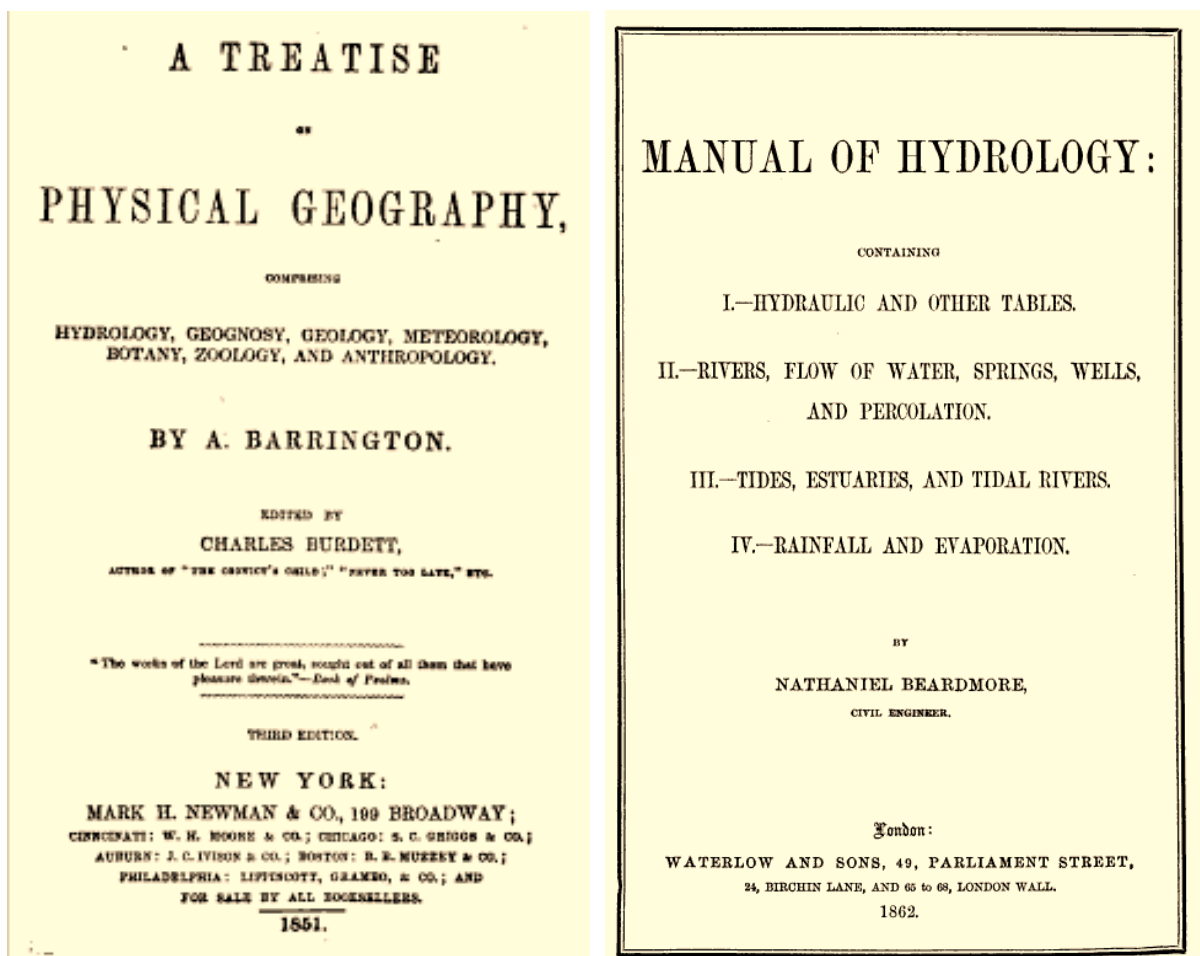 A TREATISE
ON
PHYSICAL GEOGRAPHY,
COMPRISING
HYDROLOGY, GEOGNOSY, GEOLOGY, METEOROLOGY,
BOTANY, ZOOLOGY, AND ANTHROPOLOGY.
BY A. BARRINGTON.
EDITED BY
CHARLES BURDETT,
AUTHOR OF "THE CONVICT'S CHILD;" "NEVER TOO LATE," ETC.
"The works of the Lord are great, sought out of all them that have
pleasure therein."—Book of Psalms.
THIRD EDITION.
NEW YORK:
MARK H. NEWMAN & CO., 199 BROADWAY;
CINCINATI: W. H. MOORE & CO.; CHICAGO: S. C. GRIGGS & CO.;
AUBURN: J. C. IVISON & CO.; BOSTON: B. B. MUZZEY & CO.;
PHILADELPHIA: LIPPINCOTT, GRAMBO, & CO.; AND
FOR SALE BY ALL BOOKSELLERS.
1851.
MANUAL OF HYDROLOGY:
CONTAINING
I.—HYDRAULIC AND OTHER TABLES.
II.—RIVERS, FLOW OF WATER, SPRINGS, WELLS,
AND PERCOLATION.
III.—TIDES, ESTUARIES, AND TIDAL RIVERS.
IV.—RAINFALL AND EVAPORATION.
BY
NATHANIEL BEARDMORE,
CIVIL ENGINEER.
London:
WATERLOW AND SONS, 49, PARLIAMENT STREET,
24, BIRCHIN LANE, AND 65 to 68, LONDON WALL.
1862.